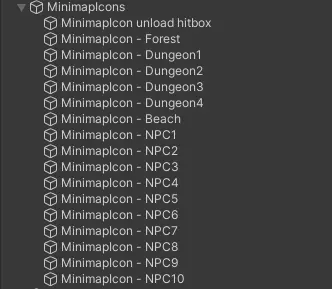 MinimapIcons
MinimapIcon unload hitbox
MinimapIcon - Forest
MinimapIcon - Dungeon1
MinimapIcon - Dungeon2
MinimapIcon - Dungeon3
MinimapIcon - Dungeon4
MinimapIcon - Beach
MinimapIcon - NPC1
MinimapIcon - NPC2
MinimapIcon - NPC3
MinimapIcon - NPC4
MinimapIcon - NPC5
MinimapIcon - NPC6
MinimapIcon - NPC7
MinimapIcon - NPC8
MinimapIcon - NPC9
MinimapIcon - NPC10